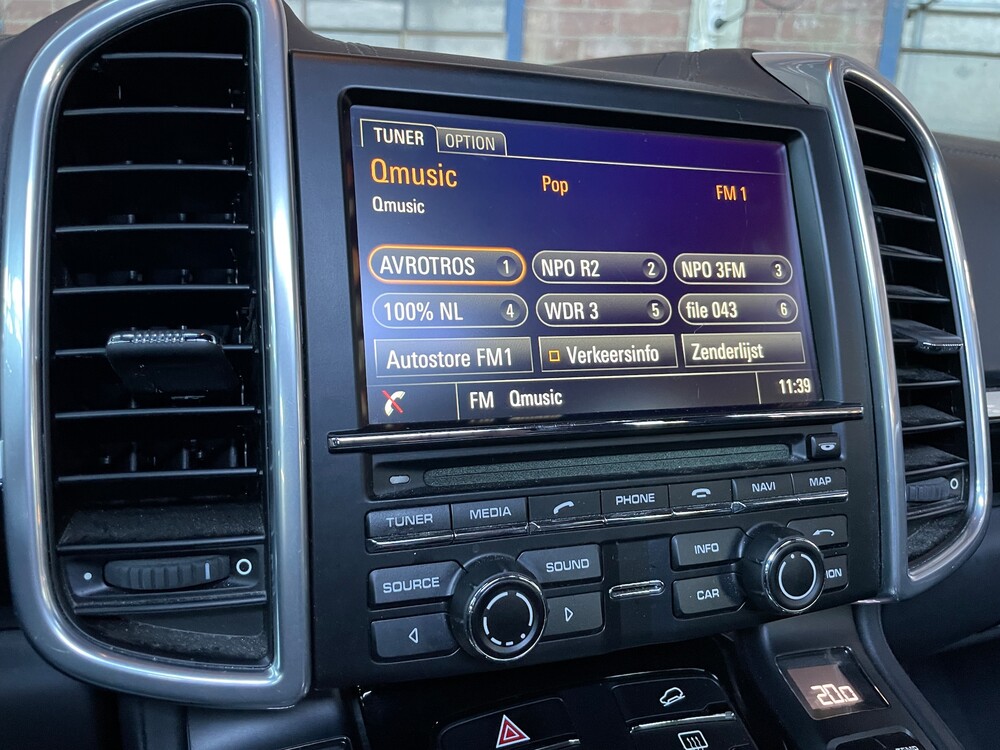 TUNER OPTION
Qmusic Pop FM 1
Qmusic
AVROTROS 1 NPO R2 2 NPO 3FM 3
100% NL 4 WDR 3 5 file 043 6
Autostore FM1 Verkeersinfo Zenderlijst
FM Qmusic 11:39
TUNER MEDIA PHONE NAVI MAP
SOURCE SOUND INFO
CAR
20.0